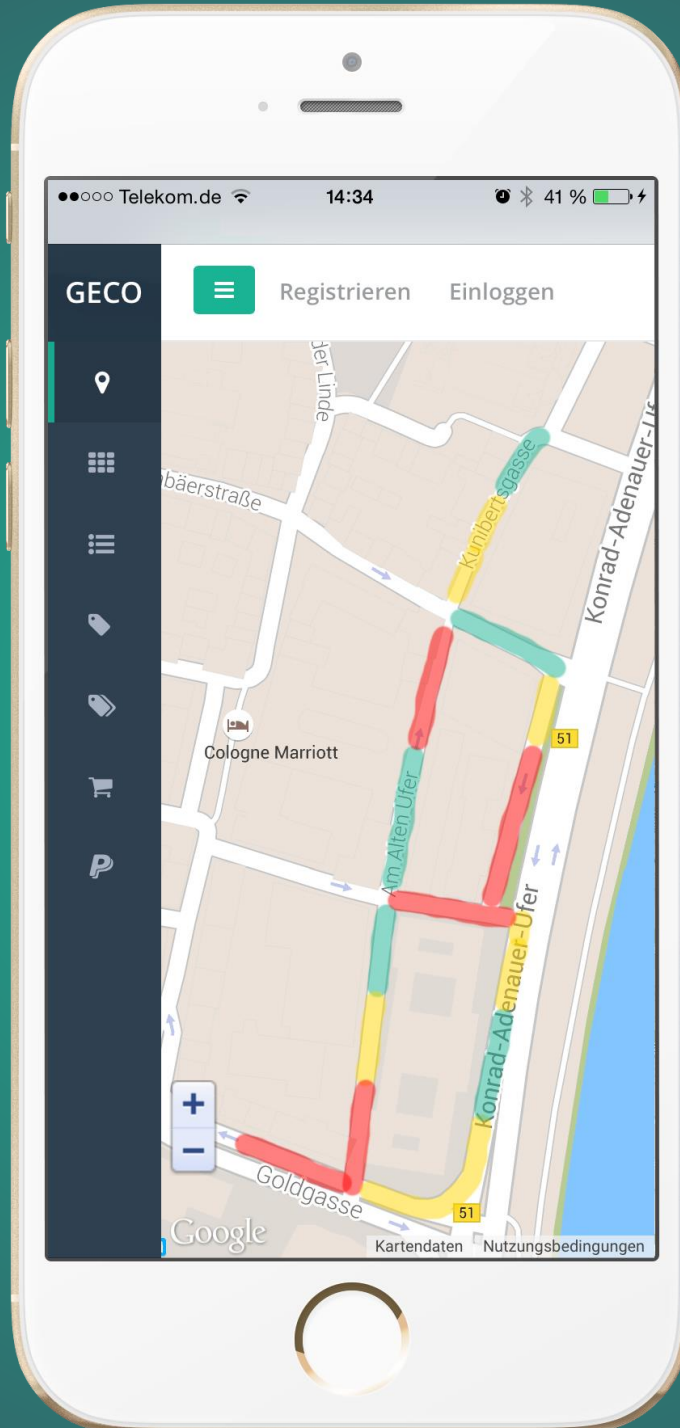 Telekom.de
14:34
41 %
GECO
Registrieren
Einloggen
der Linde
bäerstraße
Kunibertsgasse
Konrad-Adenauer-Uf
51
Cologne Marriott
Am Alten Ufer
Konrad-Adenauer-Ufer
+
−
Goldgasse
51
Google
Kartendaten
Nutzungsbedingungen